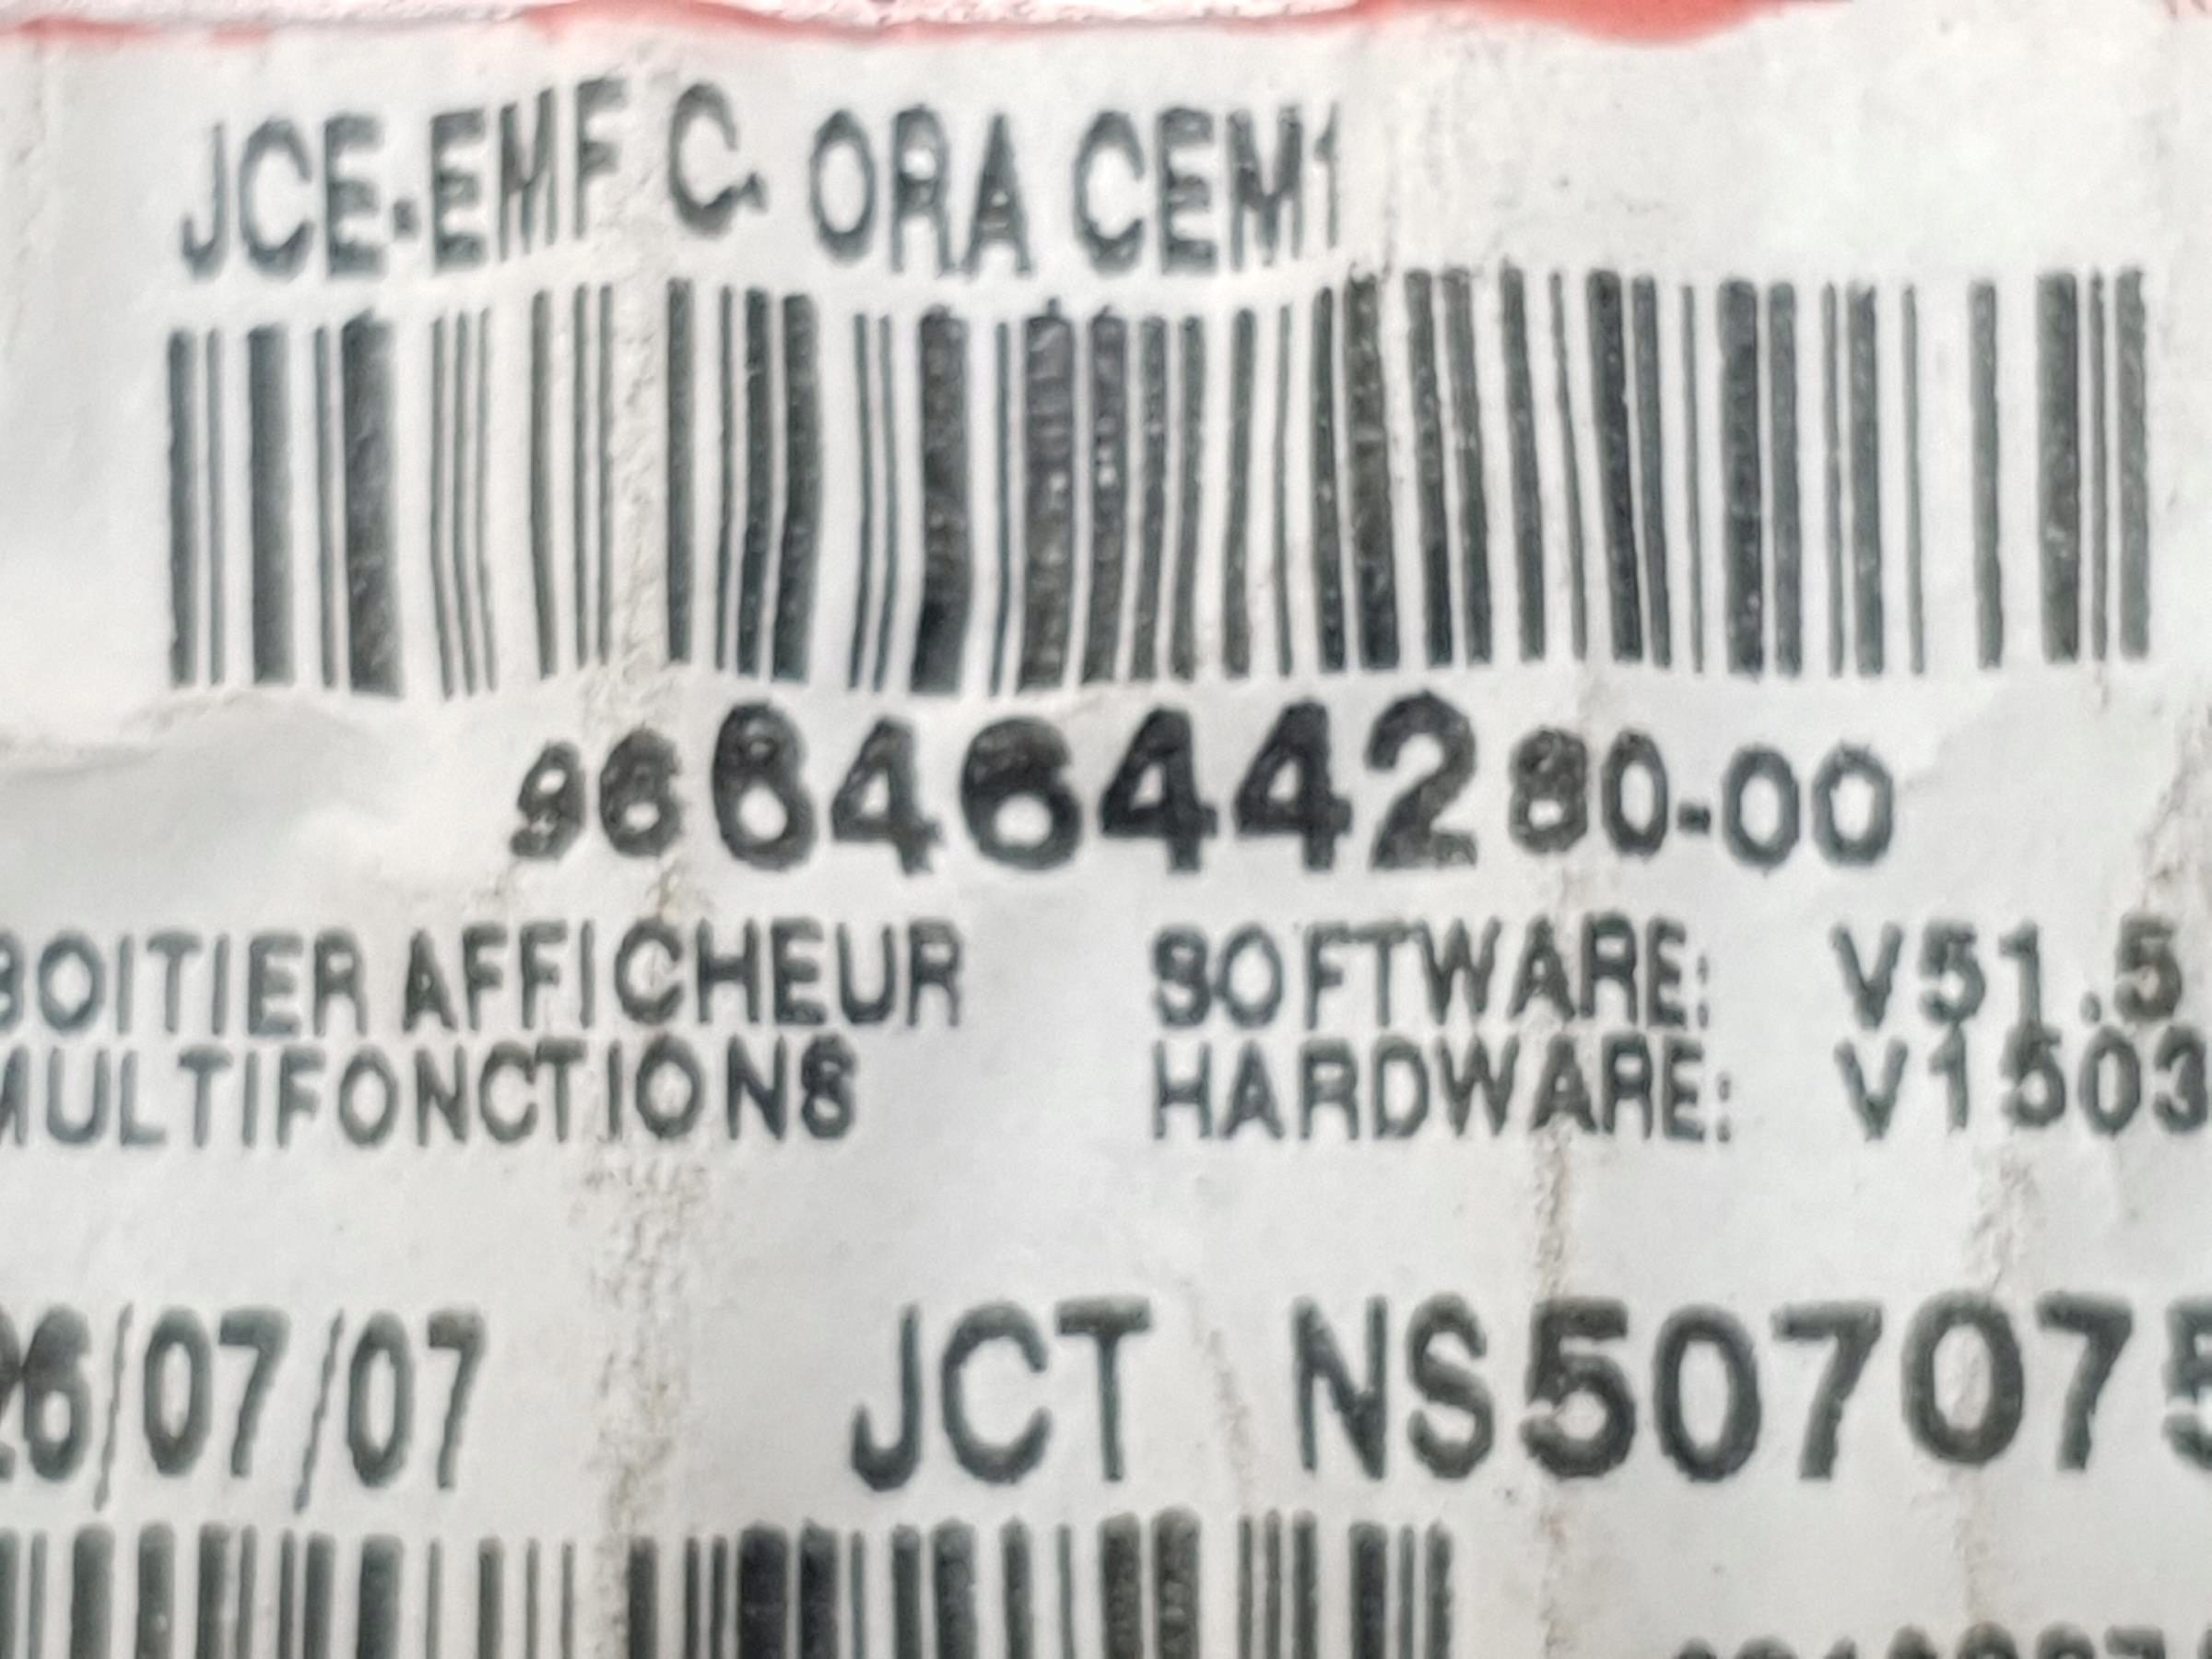 JCE-EMF C. ORA CEM1
9664644280-00
BOITIER AFFICHEUR SOFTWARE: V51.5
MULTIFONCTIONS HARDWARE: V1503
26/07/07 JCT NS507075